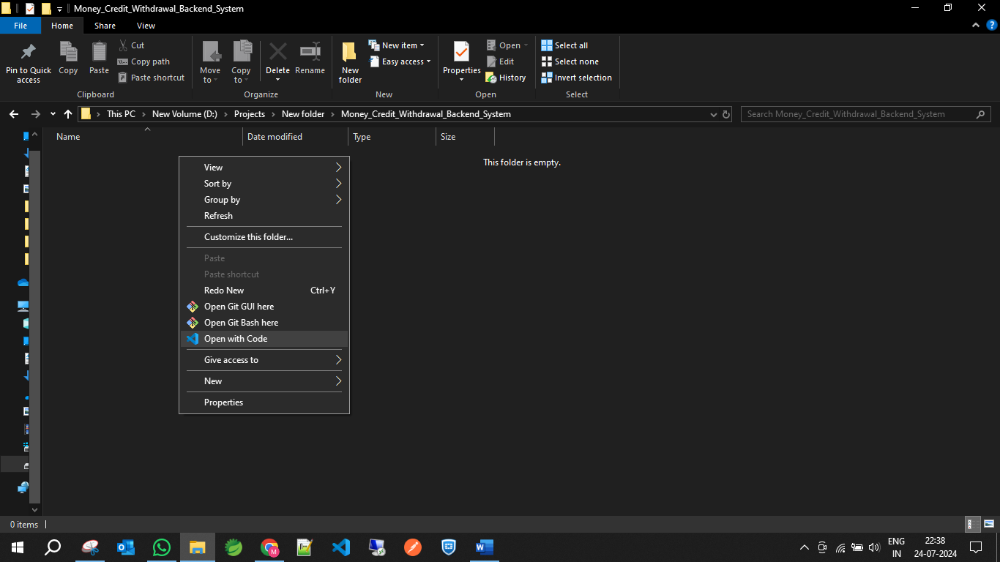 Money_Credit_Withdrawal_Backend_System
File Home Share View
Pin to Quick access
Copy
Paste
Cut
Copy path
Paste shortcut
Clipboard
Move to
Copy to
Delete
Rename
Organize
New folder
New item
Easy access
New
Properties
Open
Edit
History
Open
Select all
Select none
Invert selection
Select
This PC > New Volume (D:) > Projects > New folder > Money_Credit_Withdrawal_Backend_System
Search Money_Credit_Withdrawal_Backend_System
Name Date modified Type Size
This folder is empty.
View
Sort by
Group by
Refresh
Customize this folder...
Paste
Paste shortcut
Redo New Ctrl+Y
Open Git GUI here
Open Git Bash here
Open with Code
Give access to
New
Properties
0 items
ENG
IN
22:38
24-07-2024